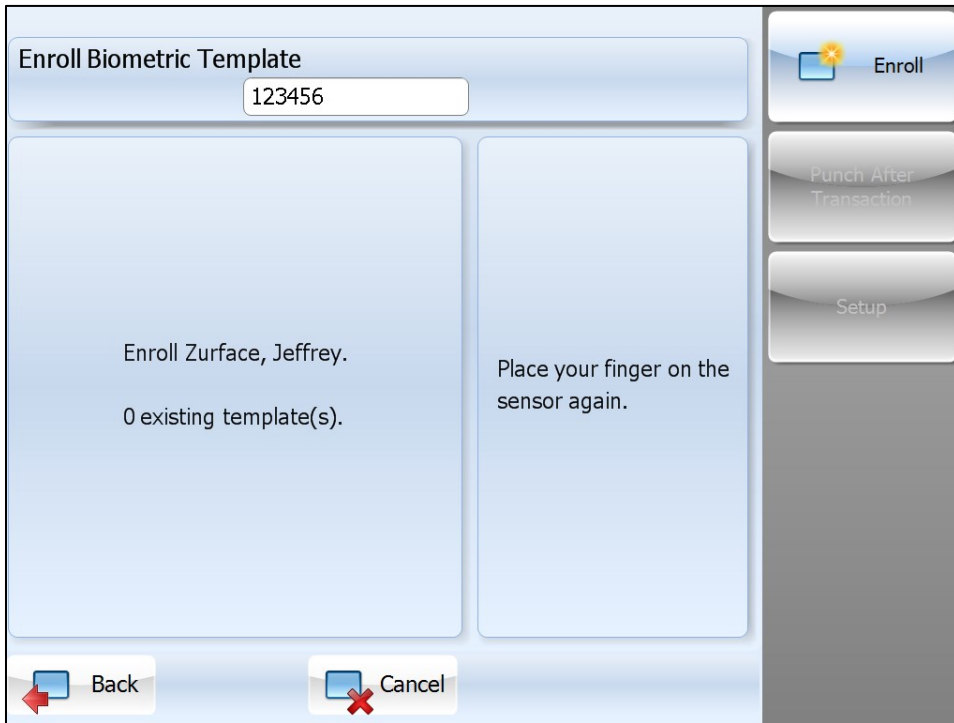 Enroll Biometric Template
123456
Enroll Zurface, Jeffrey.
0 existing template(s).
Place your finger on the
sensor again.
Back
Cancel
Enroll
Punch After
Transaction
Setup